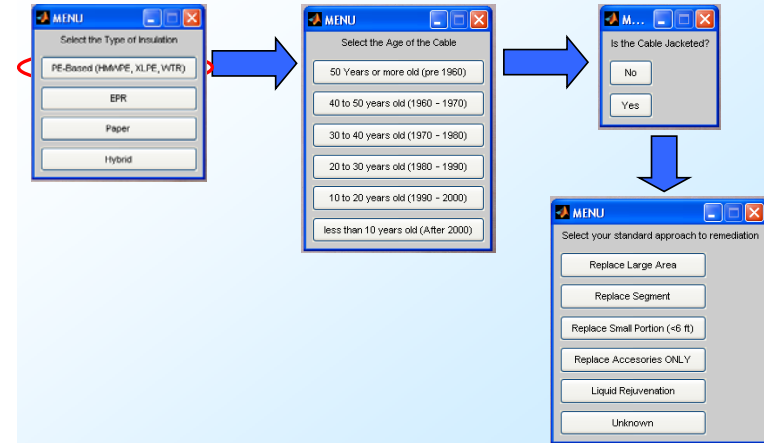 MENU
Select the Type of Insulation
PE-Based (HMWPE, XLPE, WTR)
EPR
Paper
Hybrid
MENU
Select the Age of the Cable
50 Years or more old (pre 1960)
40 to 50 years old (1960 - 1970)
30 to 40 years old (1970 - 1980)
20 to 30 years old (1980 - 1990)
10 to 20 years old (1990 - 2000)
less than 10 years old (After 2000)
M...
Is the Cable Jacketed?
No
Yes
MENU
Select your standard approach to remediation
Replace Large Area
Replace Segment
Replace Small Portion (<6 ft)
Replace Accesories ONLY
Liquid Rejuvenation
Unknown